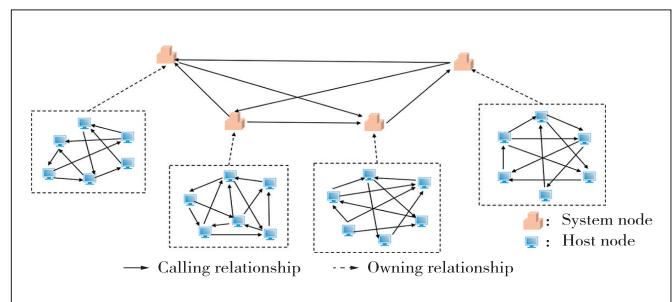 : System node
: Host node
Calling relationship
Owning relationship